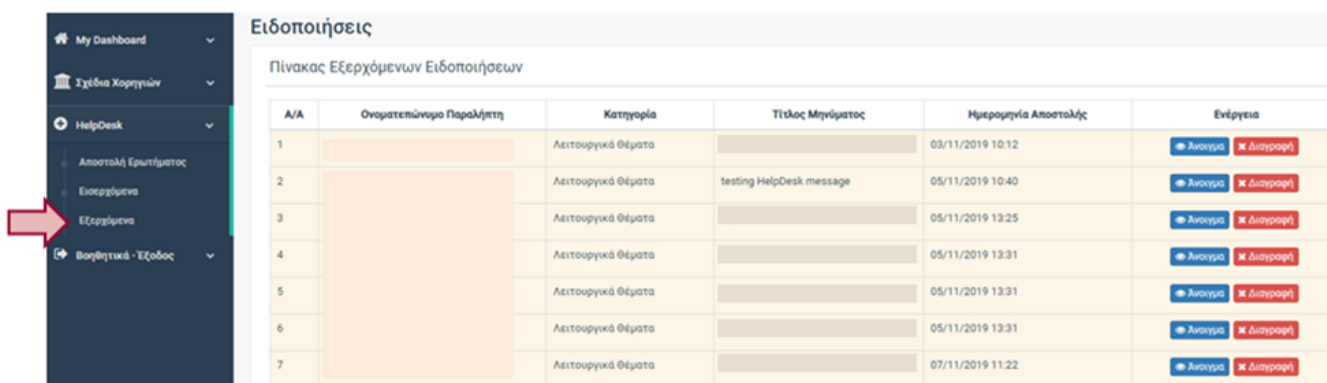 Ειδοποιήσεις
My Dashboard
Πίνακας Εξερχόμενων Ειδοποιήσεων
Σχέδια Χορηγιών
Α/Α Ονοματεπώνυμο Παραλήπτη Κατηγορία Τίτλος Μηνύματος Ημερομηνία Αποστολής Ενέργεια
HelpDesk
1 Λειτουργικά Θέματα 03/11/2019 10:12 Άνοιγμα Διαγραφή
Αποστολή Ερωτήματος
2 Λειτουργικά Θέματα testing HelpDesk message 05/11/2019 10:40 Άνοιγμα Διαγραφή
Εισερχόμενα
3 Λειτουργικά Θέματα 05/11/2019 13:25 Άνοιγμα Διαγραφή
Εξερχόμενα
4 Λειτουργικά Θέματα 05/11/2019 13:31 Άνοιγμα Διαγραφή
Βοηθητικά - Έξοδος
5 Λειτουργικά Θέματα 05/11/2019 13:31 Άνοιγμα Διαγραφή
6 Λειτουργικά Θέματα 05/11/2019 13:31 Άνοιγμα Διαγραφή
7 Λειτουργικά Θέματα 07/11/2019 11:22 Άνοιγμα Διαγραφή